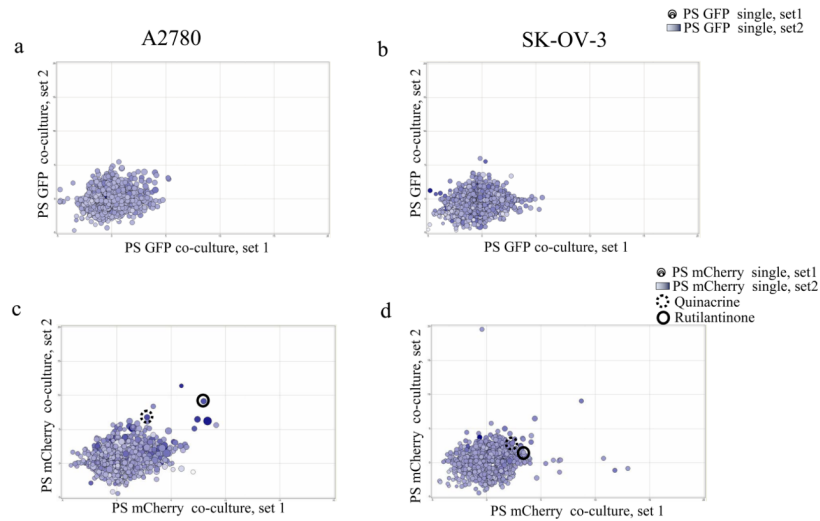 PS GFP single, set1
PS GFP single, set2
A2780
SK-OV-3
a
b
PS GFP co-culture, set 2
PS GFP co-culture, set 2
PS GFP co-culture, set 1
PS GFP co-culture, set 1
PS mCherry single, set1
PS mCherry single, set2
Quinacrine
Rutilantinone
c
d
PS mCherry co-culture, set 2
PS mCherry co-culture, set 2
PS mCherry co-culture, set 1
PS mCherry co-culture, set 1